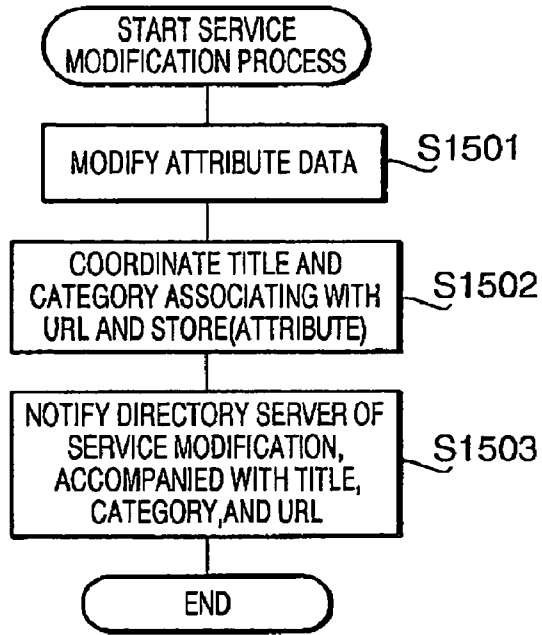 START SERVICE
MODIFICATION PROCESS
MODIFY ATTRIBUTE DATA
S1501
COORDINATE TITLE AND
CATEGORY ASSOCIATING WITH
URL AND STORE(ATTRIBUTE)
S1502
NOTIFY DIRECTORY SERVER OF
SERVICE MODIFICATION,
ACCOMPANIED WITH TITLE,
CATEGORY,AND URL
S1503
END